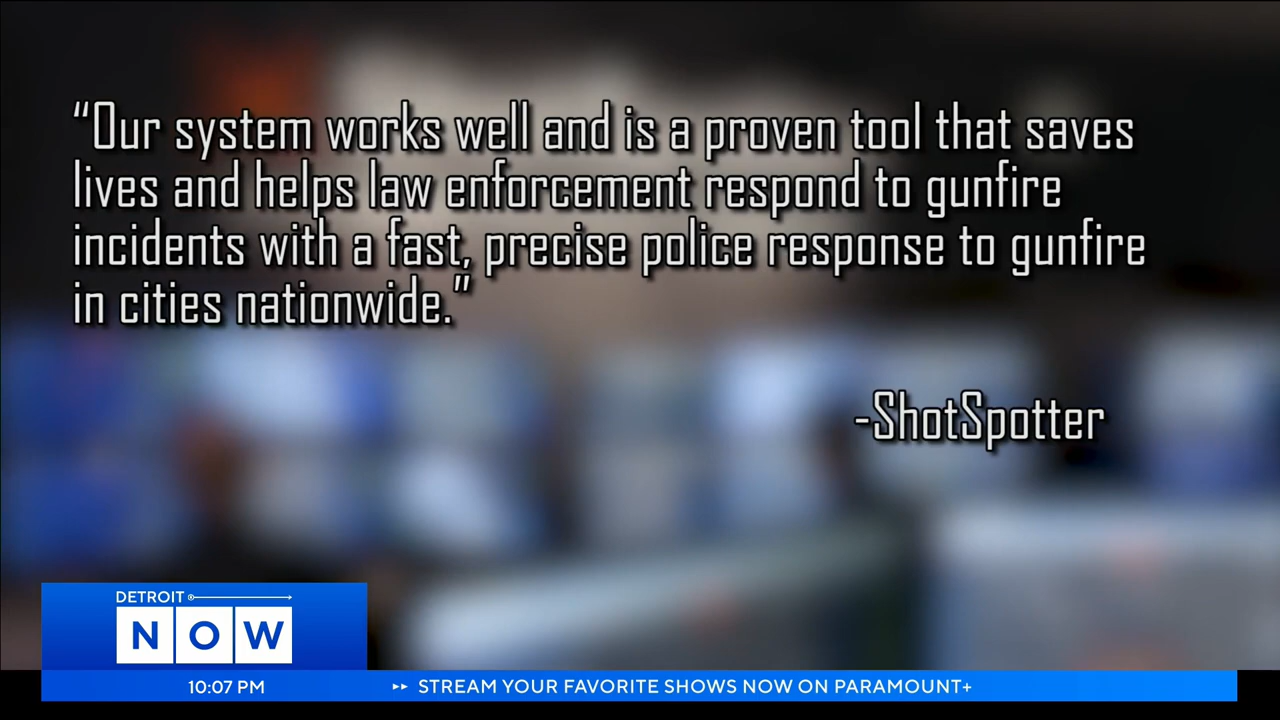 “Our system works well and is a proven tool that saves
lives and helps law enforcement respond to gunfire
incidents with a fast, precise police response to gunfire
in cities nationwide.”
-ShotSpotter
DETROIT
NOW
10:07 PM
STREAM YOUR FAVORITE SHOWS NOW ON PARAMOUNT+